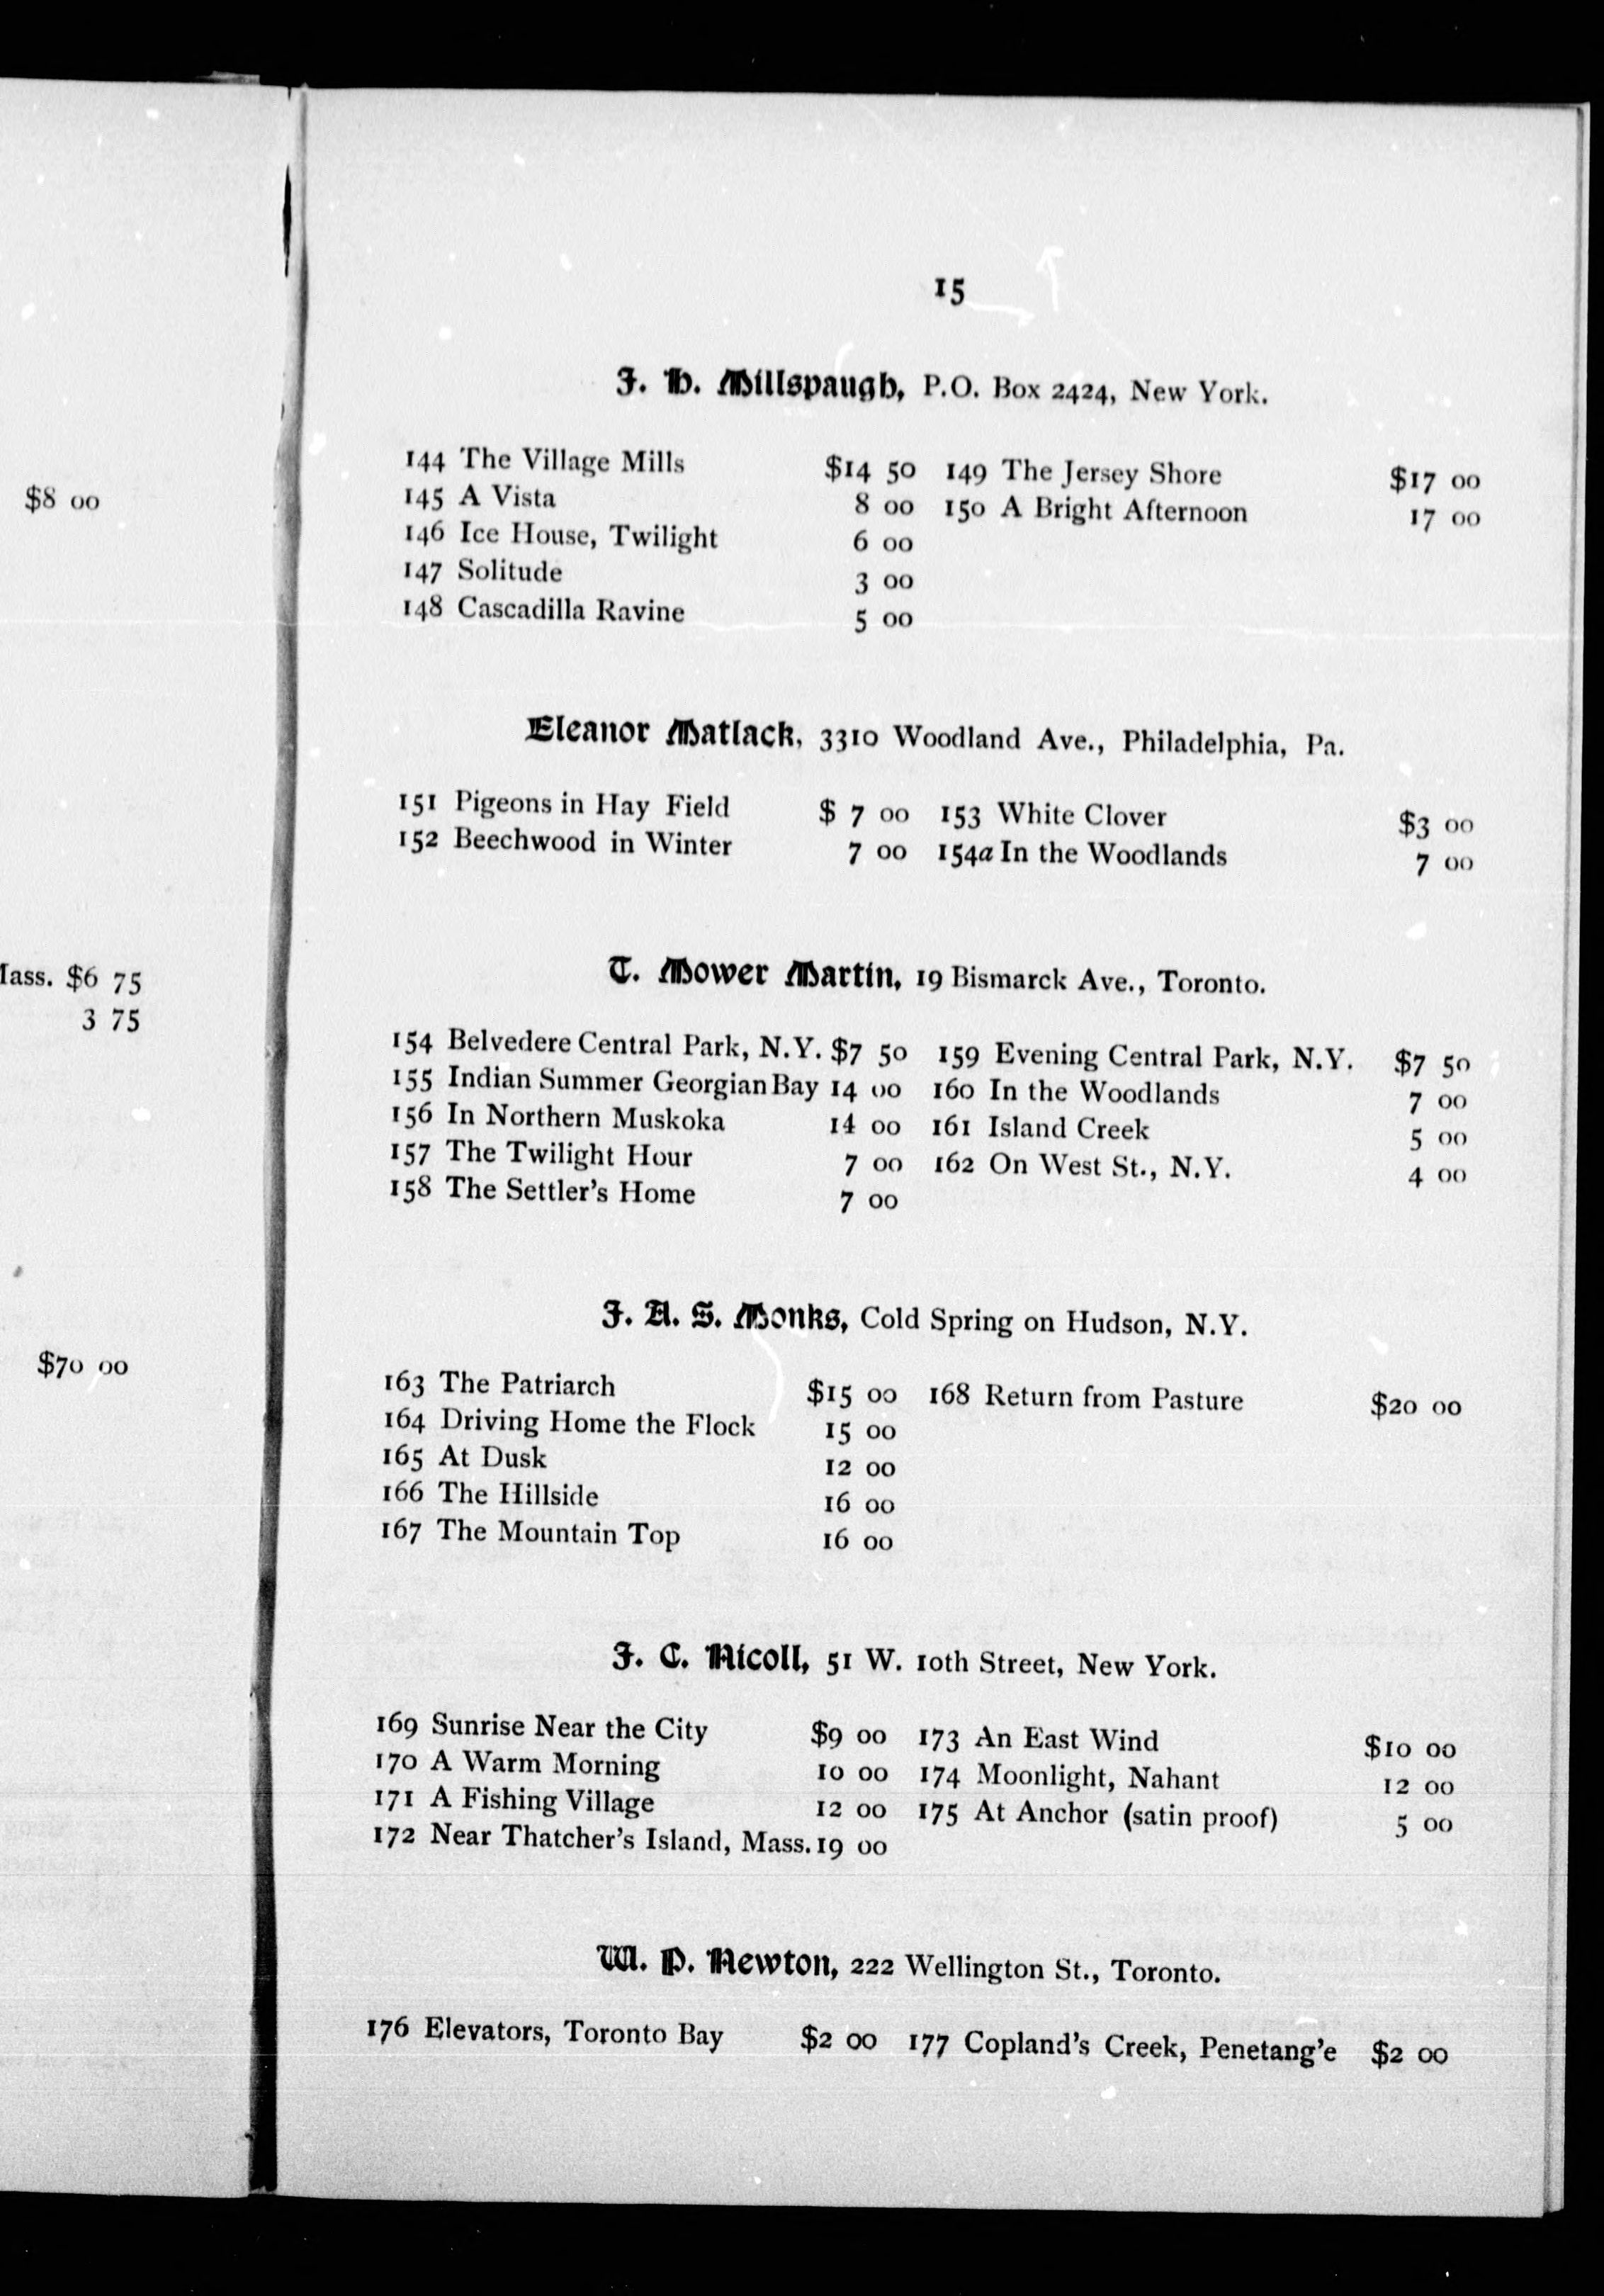 $8 00
lass. $6 75
3 75
$70 00
15
J. H. Millspaugh, P.O. Box 2424, New York.
144 The Village Mills $14 50 149 The Jersey Shore $17 00
145 A Vista 8 00 150 A Bright Afternoon 17 00
146 Ice House, Twilight 6 00
147 Solitude 3 00
148 Cascadilla Ravine 5 00
Eleanor Matlack, 3310 Woodland Ave., Philadelphia, Pa.
151 Pigeons in Hay Field $ 7 00 153 White Clover $3 00
152 Beechwood in Winter 7 00 154a In the Woodlands 7 00
T. Mower Martin, 19 Bismarck Ave., Toronto.
154 Belvedere Central Park, N.Y. $7 50 159 Evening Central Park, N.Y. $7 50
155 Indian Summer Georgian Bay 14 00 160 In the Woodlands 7 00
156 In Northern Muskoka 14 00 161 Island Creek 5 00
157 The Twilight Hour 7 00 162 On West St., N.Y. 4 00
158 The Settler's Home 7 00
J. A. S. Monks, Cold Spring on Hudson, N.Y.
163 The Patriarch $15 00 168 Return from Pasture $20 00
164 Driving Home the Flock 15 00
165 At Dusk 12 00
166 The Hillside 16 00
167 The Mountain Top 16 00
J. C. Nicoll, 51 W. 10th Street, New York.
169 Sunrise Near the City $9 00 173 An East Wind $10 00
170 A Warm Morning 10 00 174 Moonlight, Nahant 12 00
171 A Fishing Village 12 00 175 At Anchor (satin proof) 5 00
172 Near Thatcher's Island, Mass. 19 00
W. P. Newton, 222 Wellington St., Toronto.
176 Elevators, Toronto Bay $2 00 177 Copland's Creek, Penetang'e $2 00